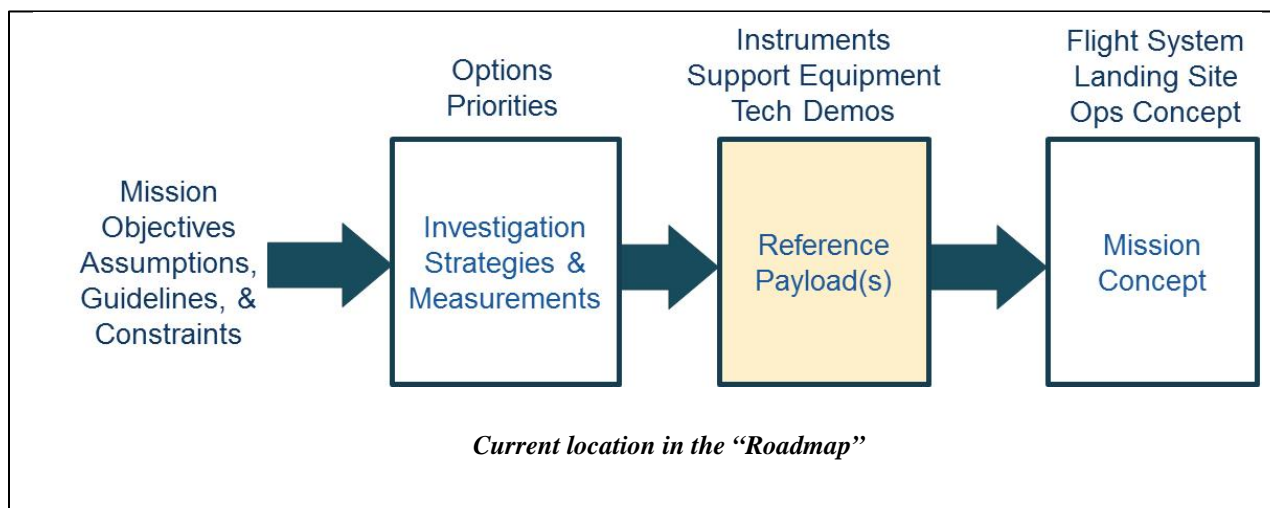 Mission
Objectives
Assumptions,
Guidelines, &
Constraints
Options
Priorities
Investigation
Strategies &
Measurements
Instruments
Support Equipment
Tech Demos
Reference
Payload(s)
Flight System
Landing Site
Ops Concept
Mission
Concept
Current location in the “Roadmap”